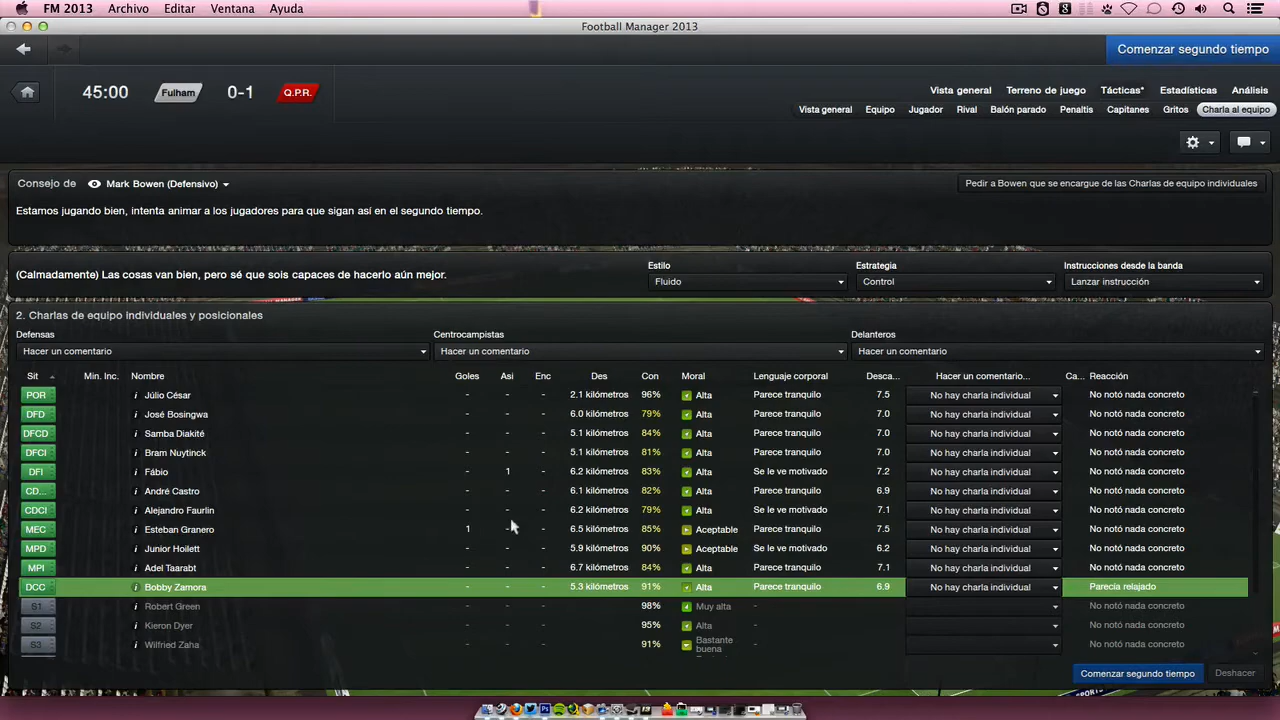 FM 2013 Archivo Editar Ventana Ayuda
Football Manager 2013
Comenzar segundo tiempo
45:00 Fulham 0-1 Q.P.R.
Vista general Terreno de juego Tácticas* Estadísticas Análisis
Vista general Equipo Jugador Rival Balón parado Penaltis Capitanes Gritos Charla al equipo
Consejo de Mark Bowen (Defensivo) Pedir a Bowen que se encargue de las Charlas de equipo individuales
Estamos jugando bien, intenta animar a los jugadores para que sigan así en el segundo tiempo.
Estilo Estrategia Instrucciones desde la banda
(Calmadamente) Las cosas van bien, pero sé que sois capaces de hacerlo aún mejor. Fluido Control Lanzar instrucción
2. Charlas de equipo individuales y posicionales
Defensas Centrocampistas Delanteros
Hacer un comentario Hacer un comentario Hacer un comentario
Sit Min. Inc. Nombre Goles Asi Enc Des Con Moral Lenguaje corporal Desca... Hacer un comentario... Ca... Reacción
POR i Júlio César - - - 2.1 kilómetros 96% Alta Parece tranquilo 7.5 No hay charla individual No notó nada concreto
DFD i José Bosingwa - - - 6.0 kilómetros 79% Alta Parece tranquilo 7.0 No hay charla individual No notó nada concreto
DFCD i Samba Diakité - - - 5.1 kilómetros 84% Alta Parece tranquilo 7.0 No hay charla individual No notó nada concreto
DFCI i Bram Nuytinck - - - 5.1 kilómetros 81% Alta Parece tranquilo 7.0 No hay charla individual No notó nada concreto
DFI i Fábio - 1 - 6.2 kilómetros 83% Alta Se le ve motivado 7.2 No hay charla individual No notó nada concreto
CD... i André Castro - - - 6.1 kilómetros 82% Alta Parece tranquilo 6.9 No hay charla individual No notó nada concreto
CDCI i Alejandro Faurlin - - - 6.2 kilómetros 79% Alta Se le ve motivado 7.1 No hay charla individual No notó nada concreto
MEC i Esteban Granero 1 - - 6.5 kilómetros 85% Aceptable Parece tranquilo 7.5 No hay charla individual No notó nada concreto
MPD i Junior Hoilett - - - 5.9 kilómetros 90% Aceptable Se le ve motivado 6.2 No hay charla individual No notó nada concreto
MPI i Adel Taarabt - - - 6.7 kilómetros 84% Alta Parece tranquilo 7.1 No hay charla individual No notó nada concreto
DCC i Bobby Zamora - - - 5.3 kilómetros 91% Alta Parece tranquilo 6.9 No hay charla individual Parecía relajado
S1 i Robert Green 98% Muy alta - No notó nada concreto
S2 i Kieron Dyer 95% Alta - No notó nada concreto
S3 i Wilfried Zaha 91% Bastante buena - No notó nada concreto
Comenzar segundo tiempo Deshacer